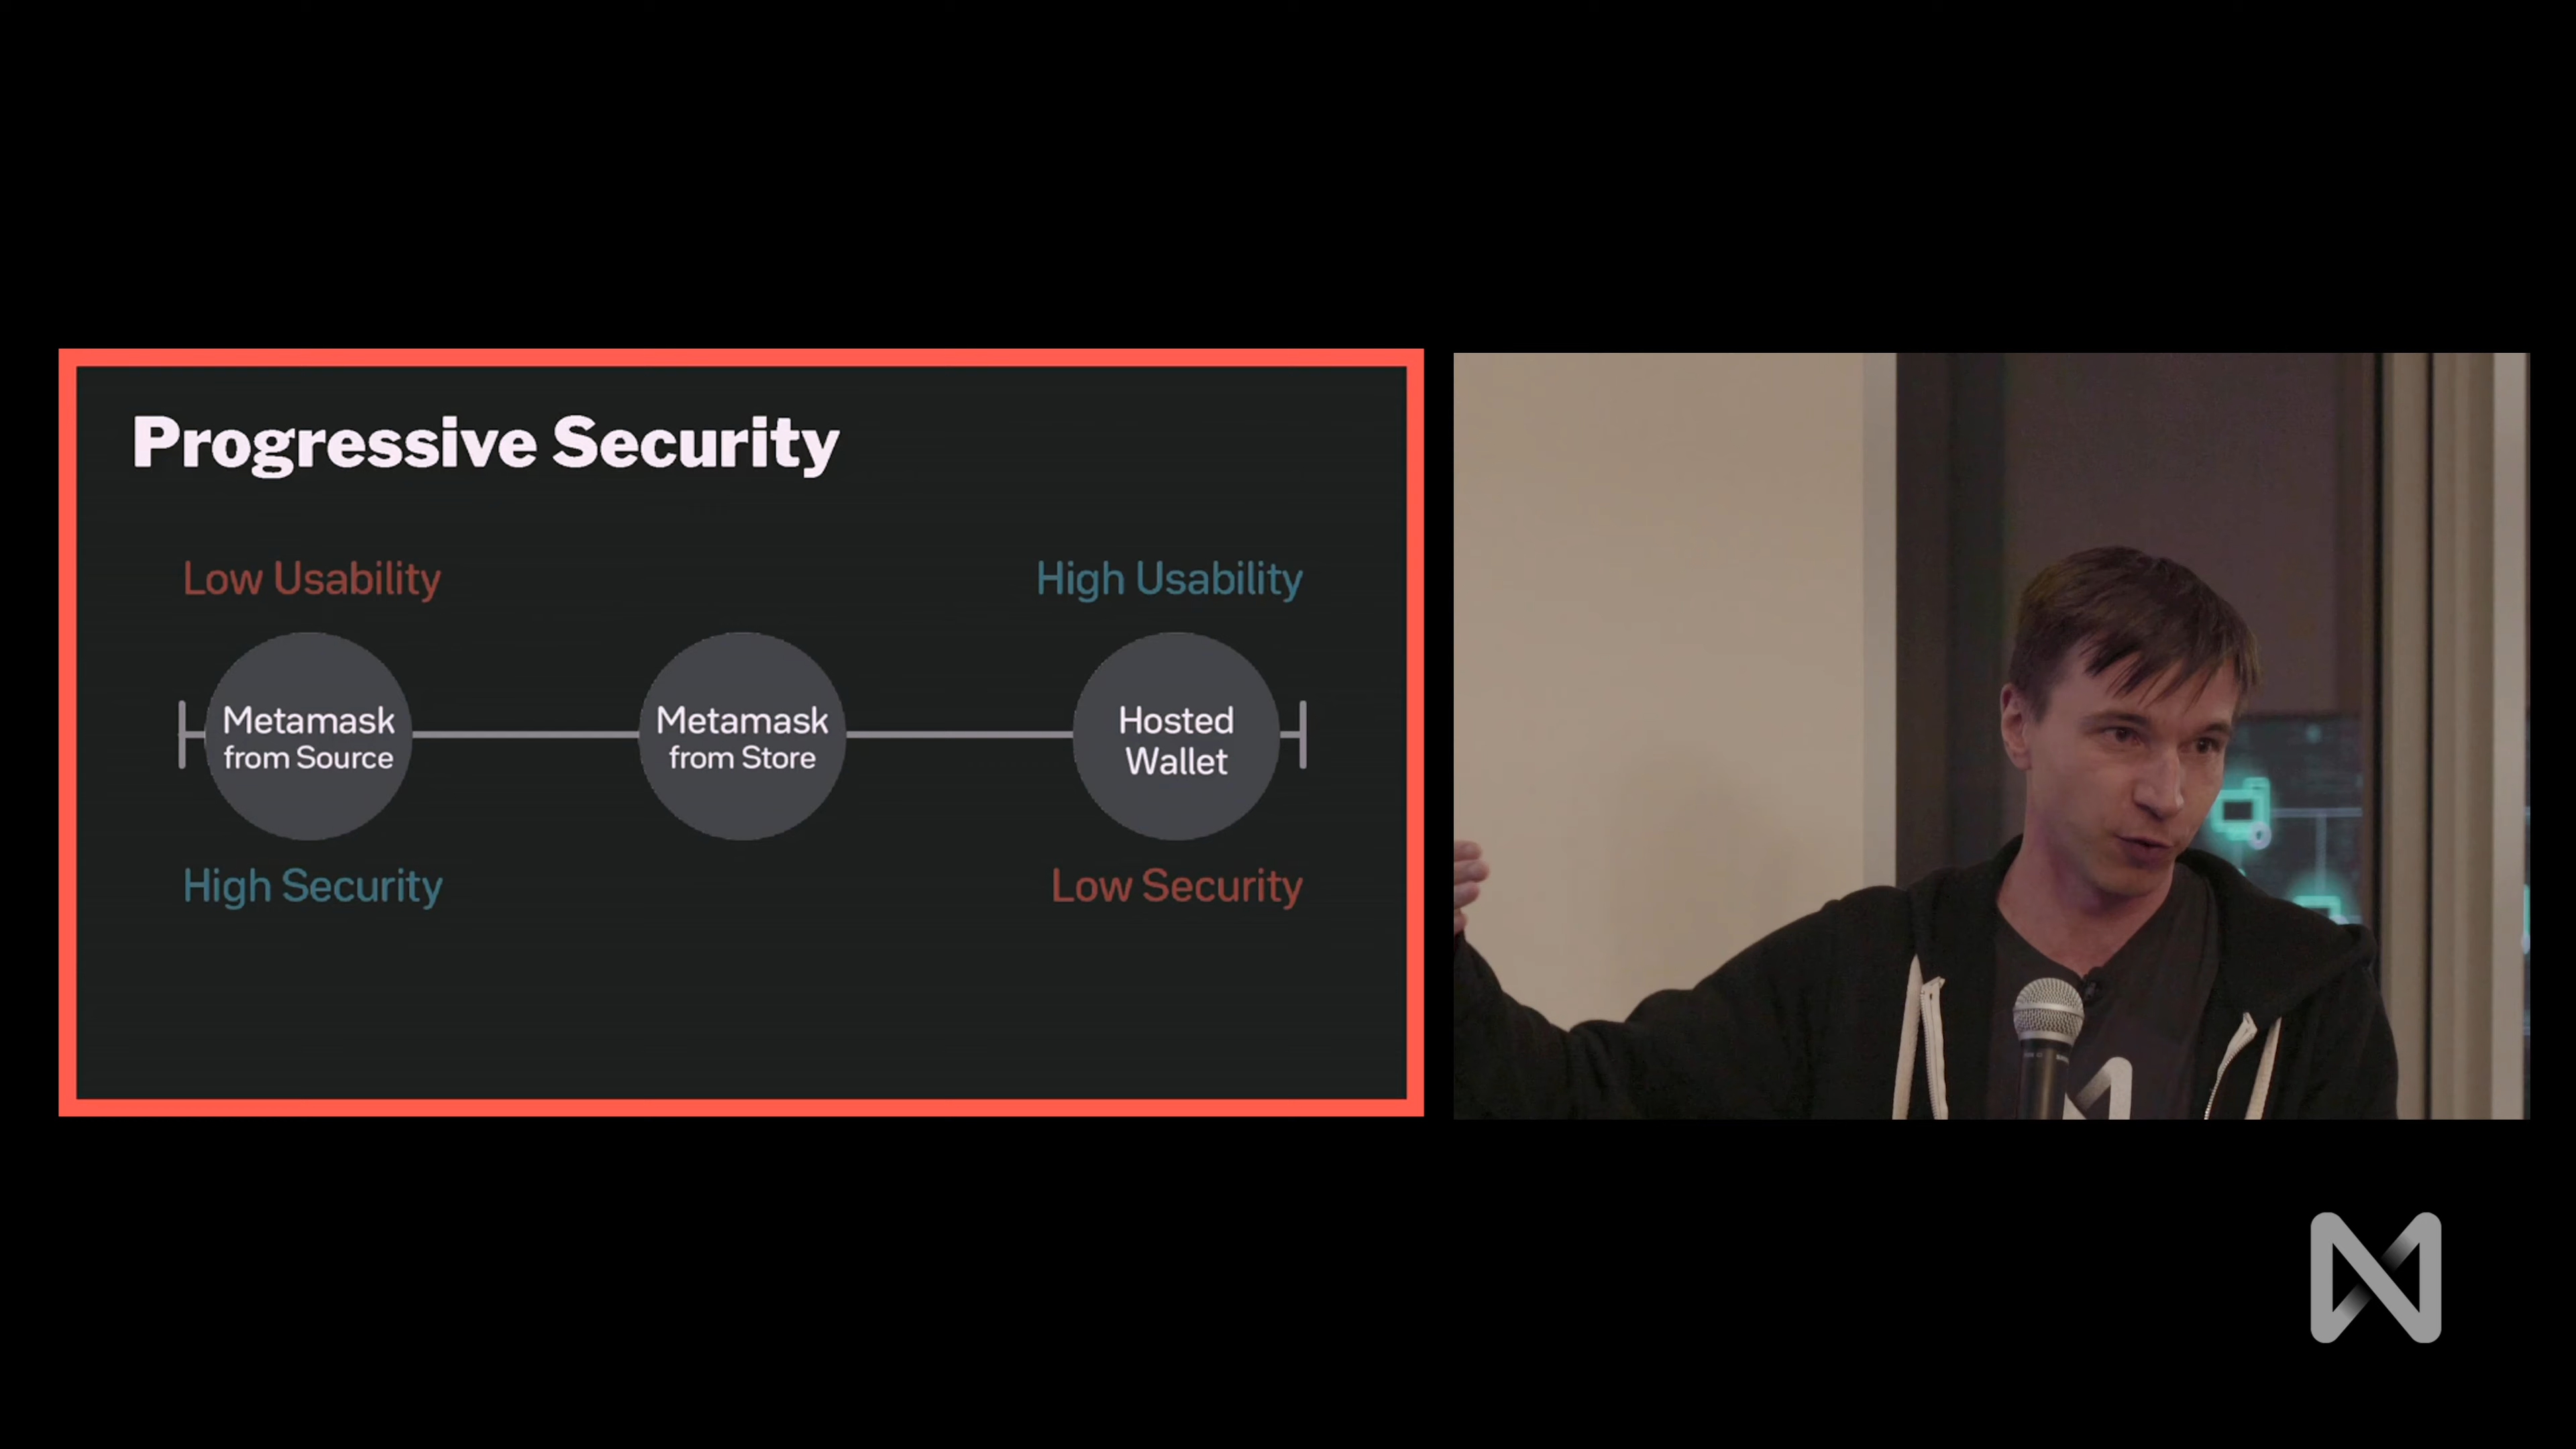 Progressive Security
Low Usability
High Usability
Metamask
from Source
Metamask
from Store
Hosted
Wallet
High Security
Low Security